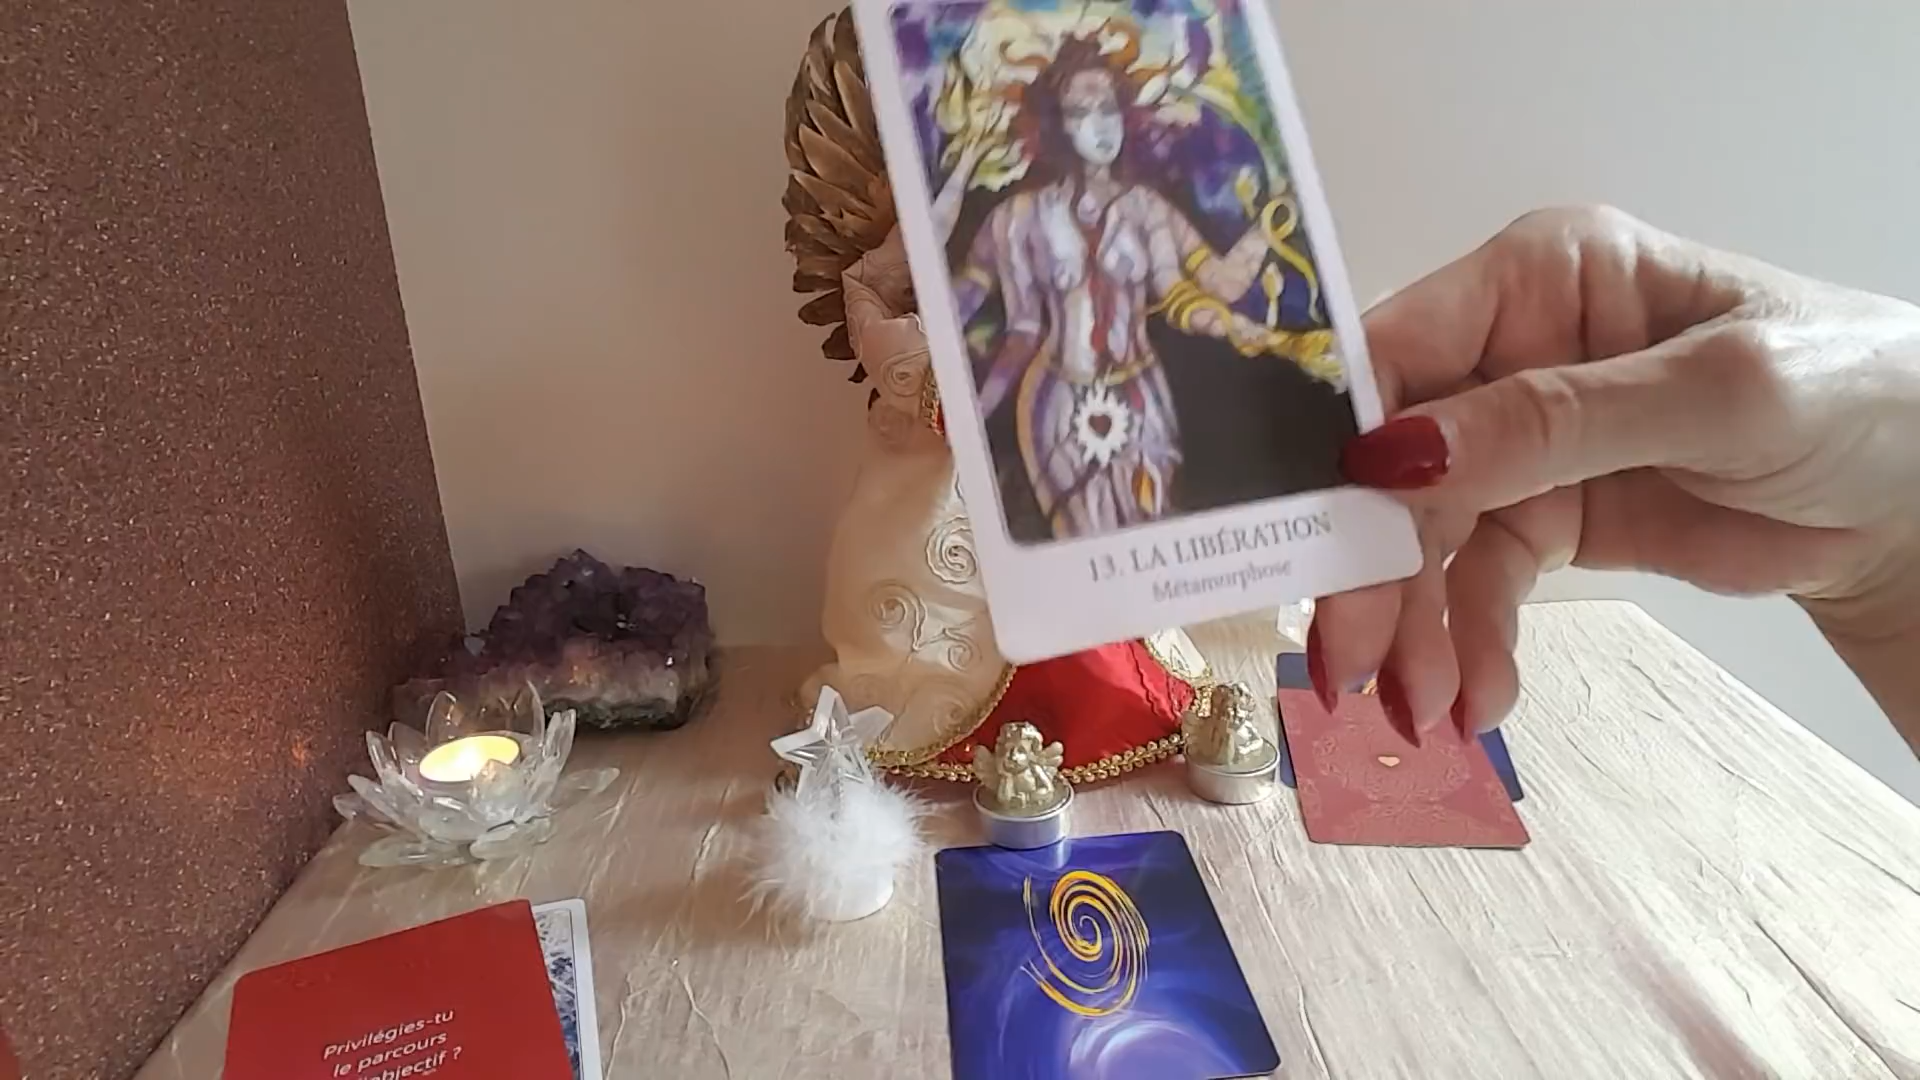 13. LA LIBÉRATION
Métamorphose
Privilégies-tu
le parcours
l'objectif ?